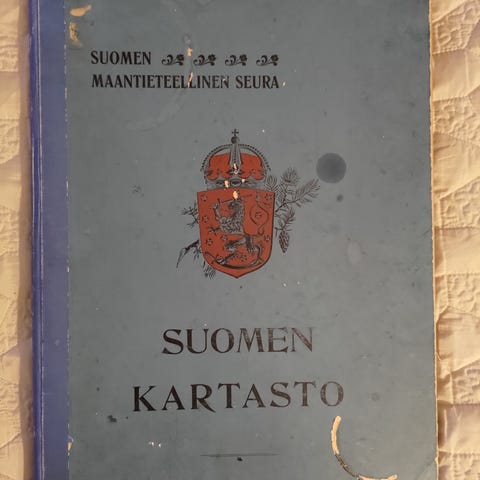 SUOMEN
MAANTIETEELLINEN SEURA
SUOMEN
KARTASTO